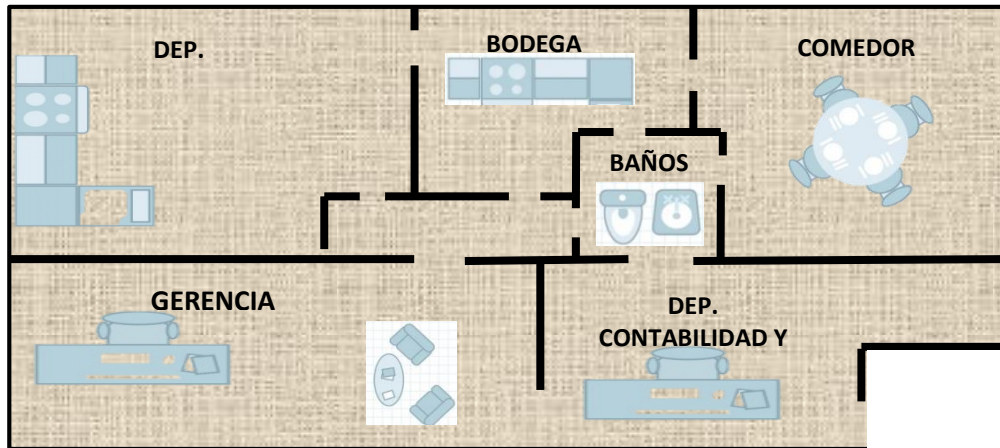 DEP.
BODEGA
COMEDOR
BAÑOS
GERENCIA
DEP.
CONTABILIDAD Y